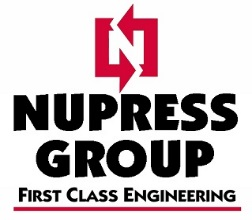 N
NUPRESS
GROUP
FIRST CLASS ENGINEERING